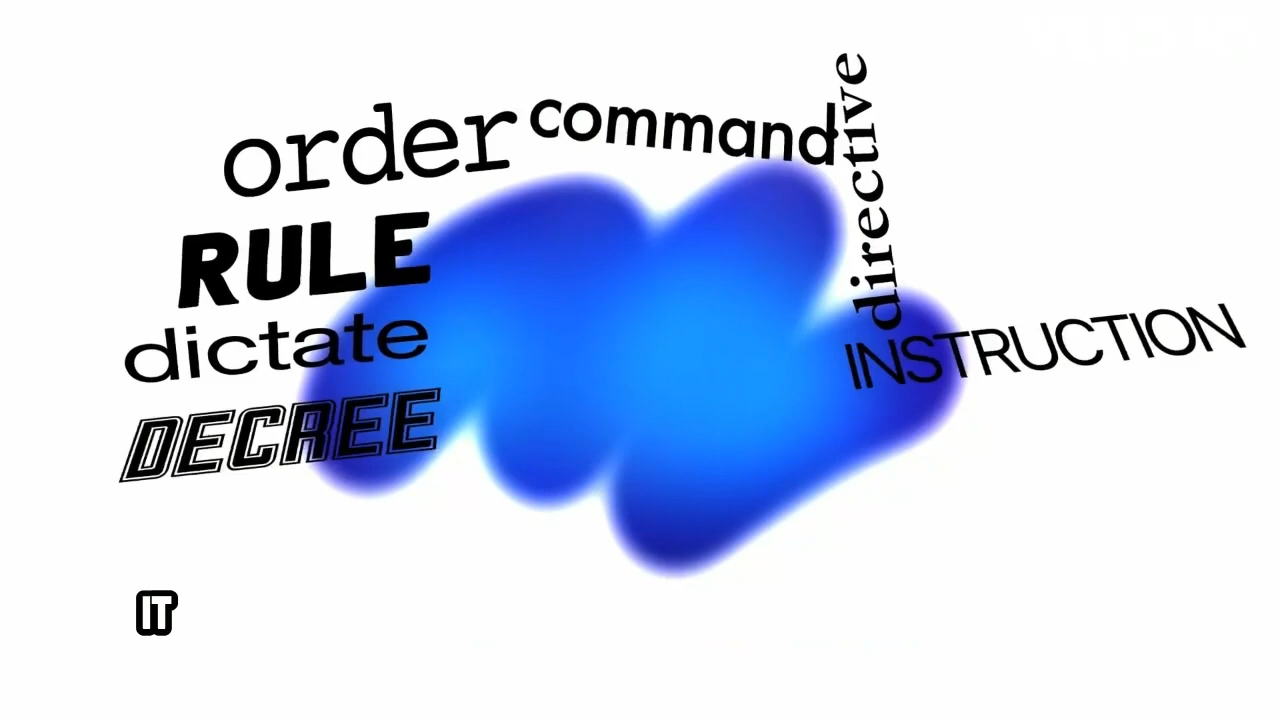 order command
directive
RULE
dictate
INSTRUCTION
DECREE
IT